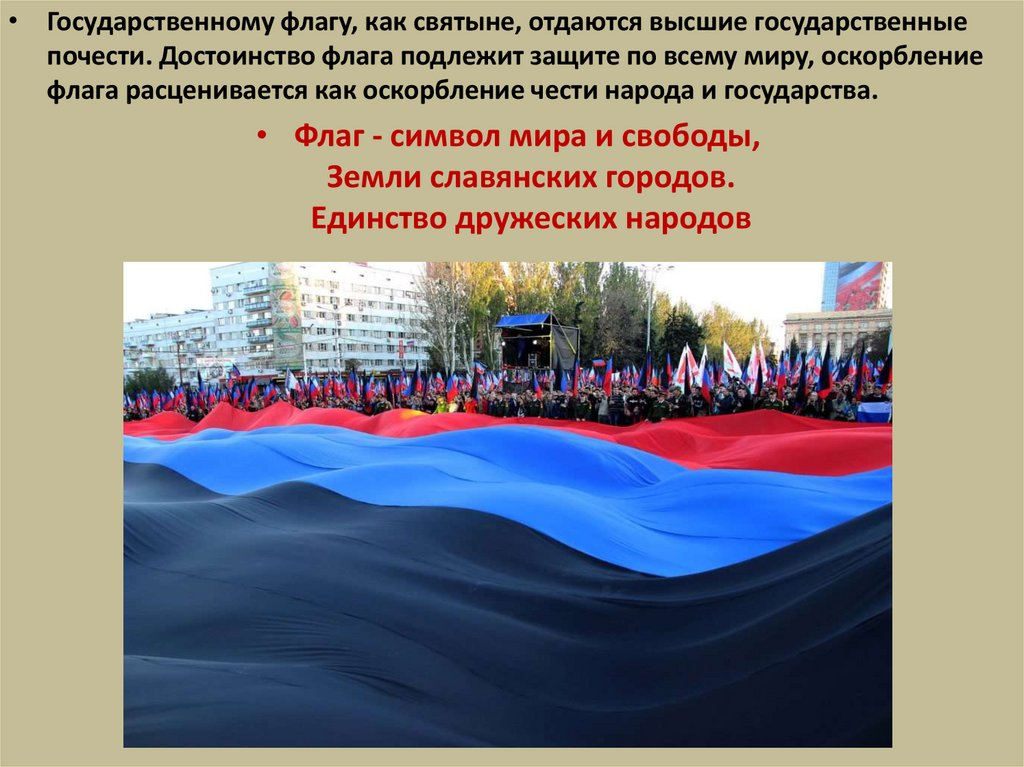 • Государственному флагу, как святыне, отдаются высшие государственные
почести. Достоинство флага подлежит защите по всему миру, оскорбление
флага расценивается как оскорбление чести народа и государства.
• Флаг - символ мира и свободы,
Земли славянских городов.
Единство дружеских народов